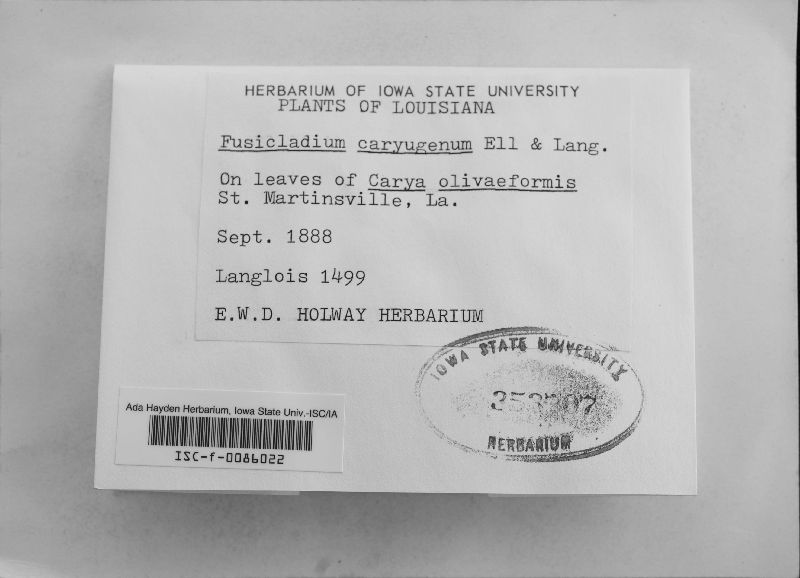 HERBARIUM OF IOWA STATE UNIVERSITY
PLANTS OF LOUISIANA
Fusicladium caryugenum Ell & Lang.
On leaves of Carya olivaeformis
St. Martinsville, La.
Sept. 1888
Langlois 1499
E.W.D. HOLWAY HERBARIUM
IOWA STATE UNIVERSITY
HERBARIUM
Ada Hayden Herbarium, Iowa State Univ.-ISC/IA
ISC-f-0086022